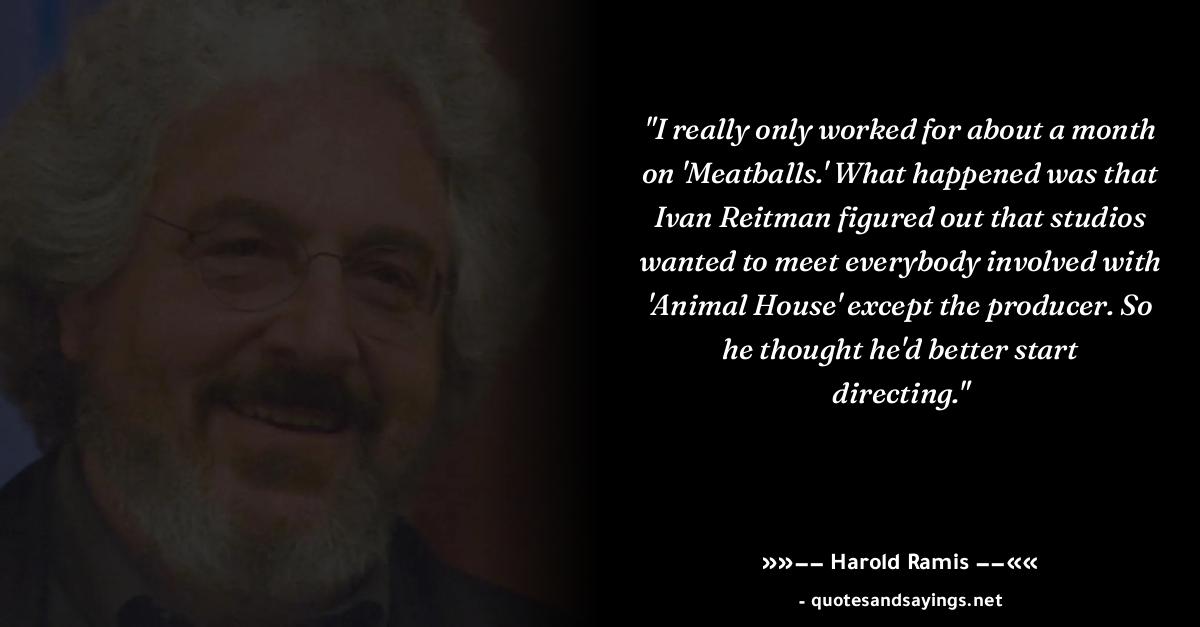 "I really only worked for about a month
on 'Meatballs.' What happened was that
Ivan Reitman figured out that studios
wanted to meet everybody involved with
'Animal House' except the producer. So
he thought he'd better start
directing."
»»−− Harold Ramis −−««
- quotesandsayings.net